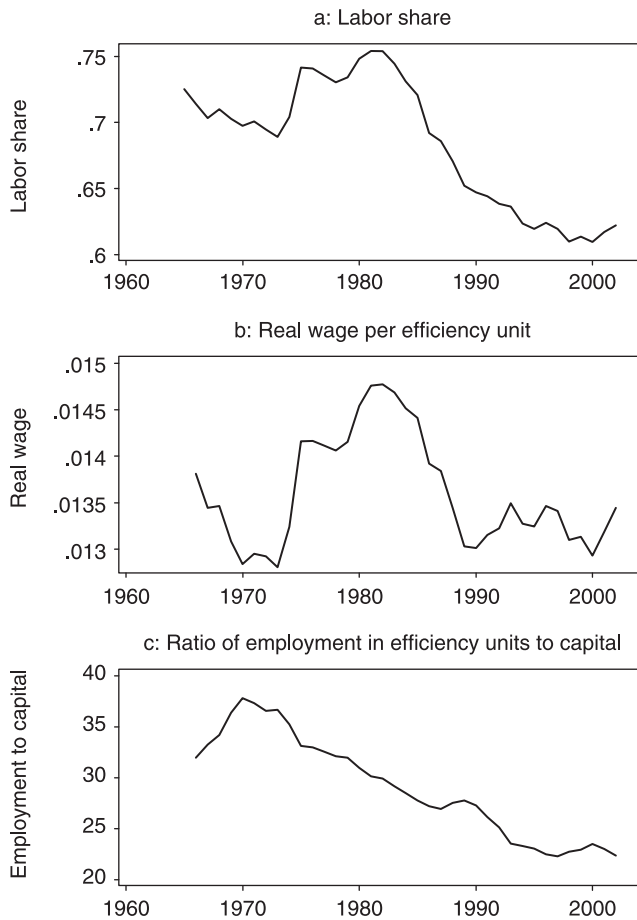 a: Labor share
Labor share
.75
.7
.65
.6
1960 1970 1980 1990 2000
b: Real wage per efficiency unit
Real wage
.015
.0145
.014
.0135
.013
1960 1970 1980 1990 2000
c: Ratio of employment in efficiency units to capital
Employment to capital
40
35
30
25
20
1960 1970 1980 1990 2000